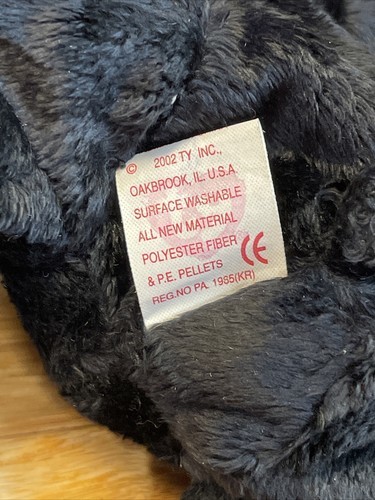 © 2002 TY INC.,
OAKBROOK, IL. U.S.A.
SURFACE WASHABLE
ALL NEW MATERIAL
POLYESTER FIBER
& P.E. PELLETS CE
REG.NO PA. 1985(KR)